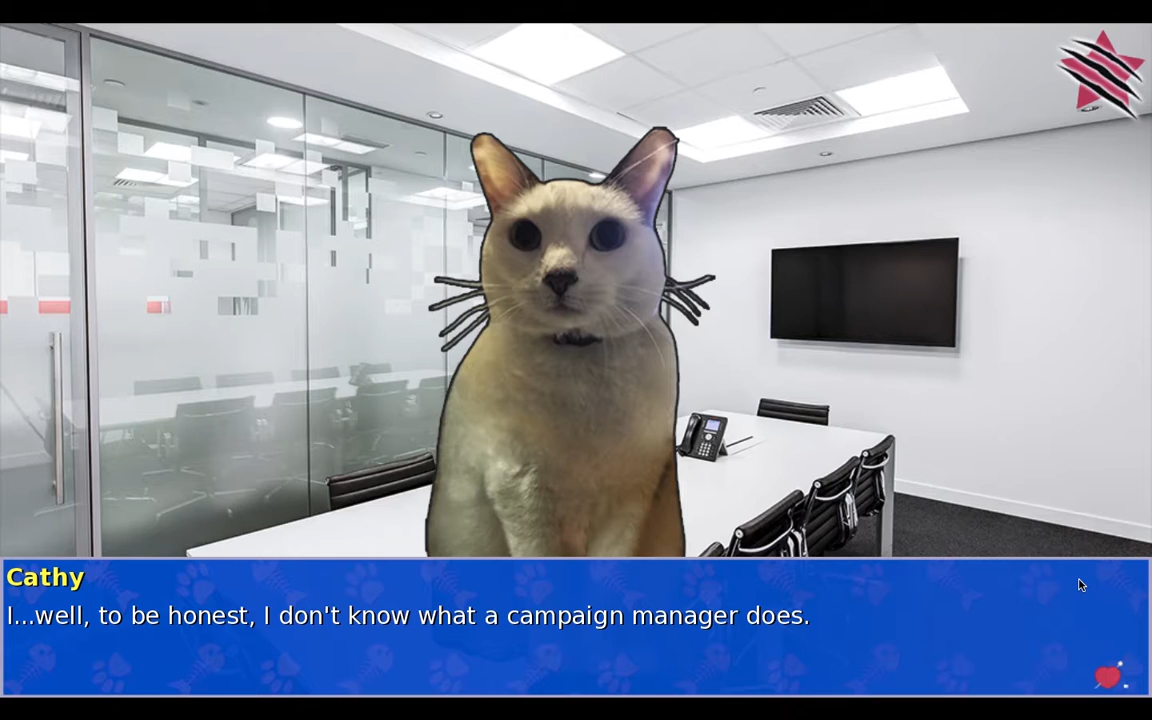 Cathy
I...well, to be honest, I don't know what a campaign manager does.